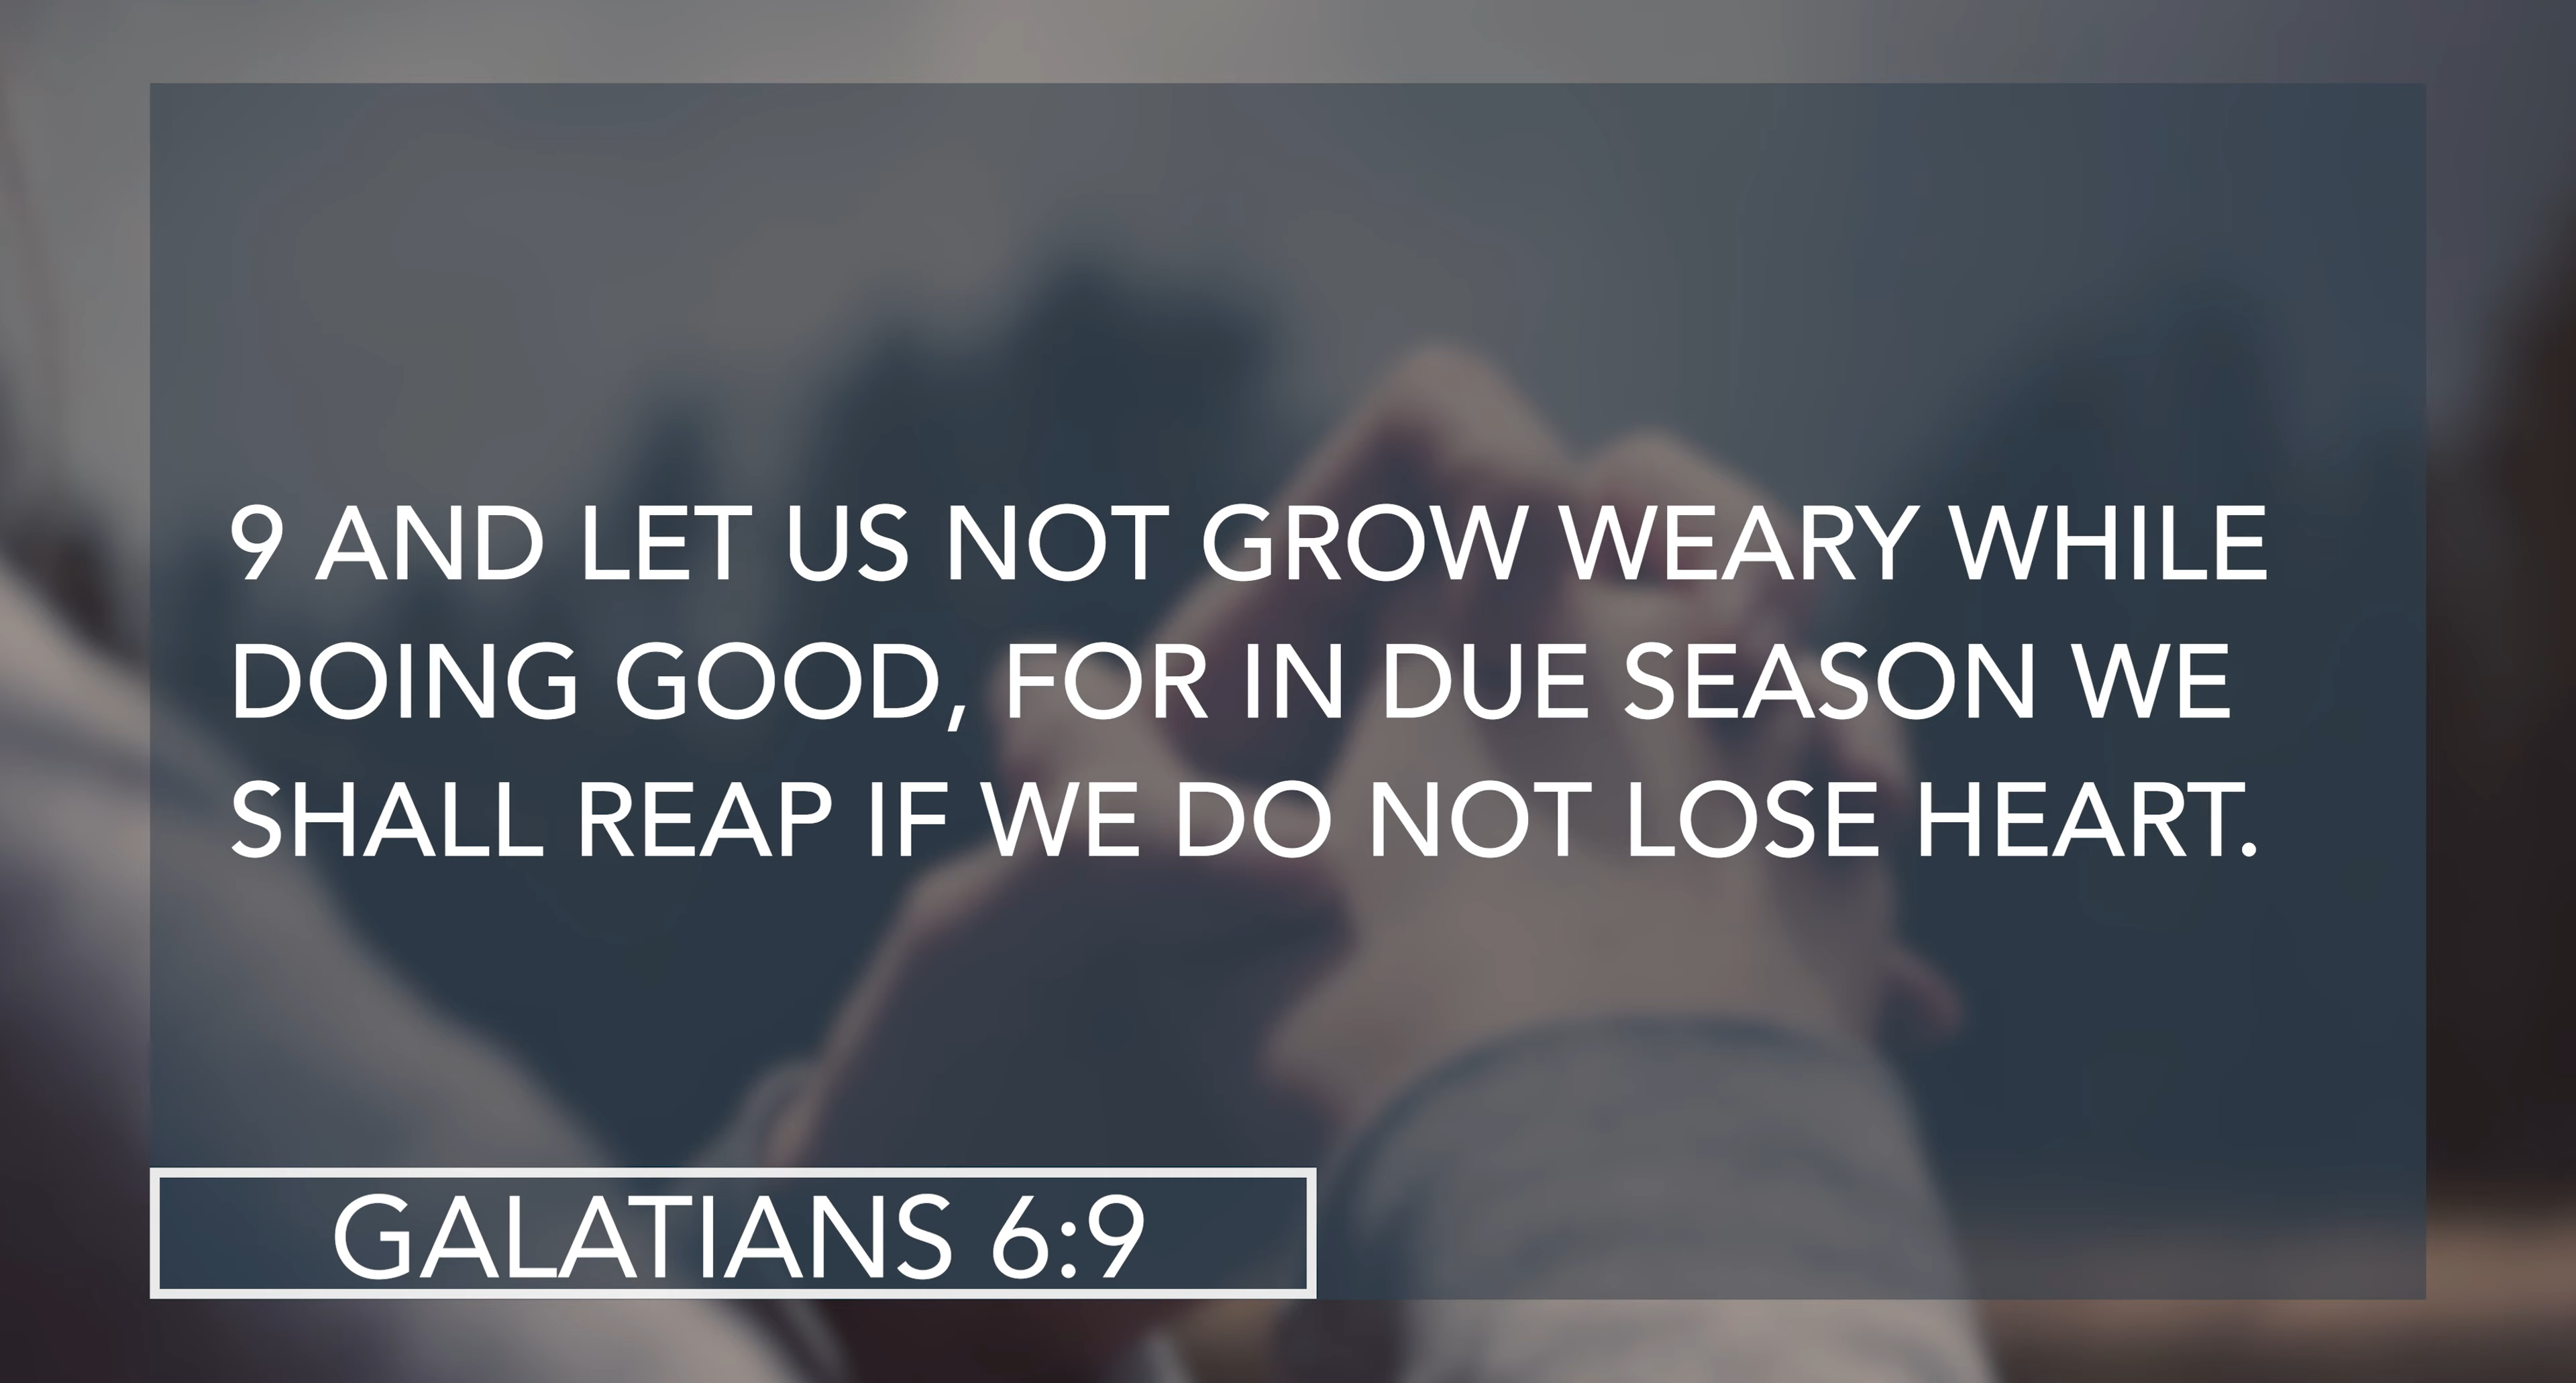 9 AND LET US NOT GROW WEARY WHILE
DOING GOOD, FOR IN DUE SEASON WE
SHALL REAP IF WE DO NOT LOSE HEART.
GALATIANS 6:9